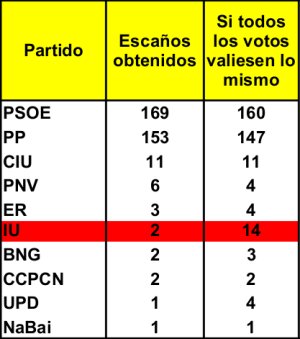 Partido Escaños obtenidos Si todos los votos valiesen lo mismo
PSOE 169 160
PP 153 147
CIU 11 11
PNV 6 4
ER 3 4
IU 2 14
BNG 2 3
CCPCN 2 2
UPD 1 4
NaBai 1 1